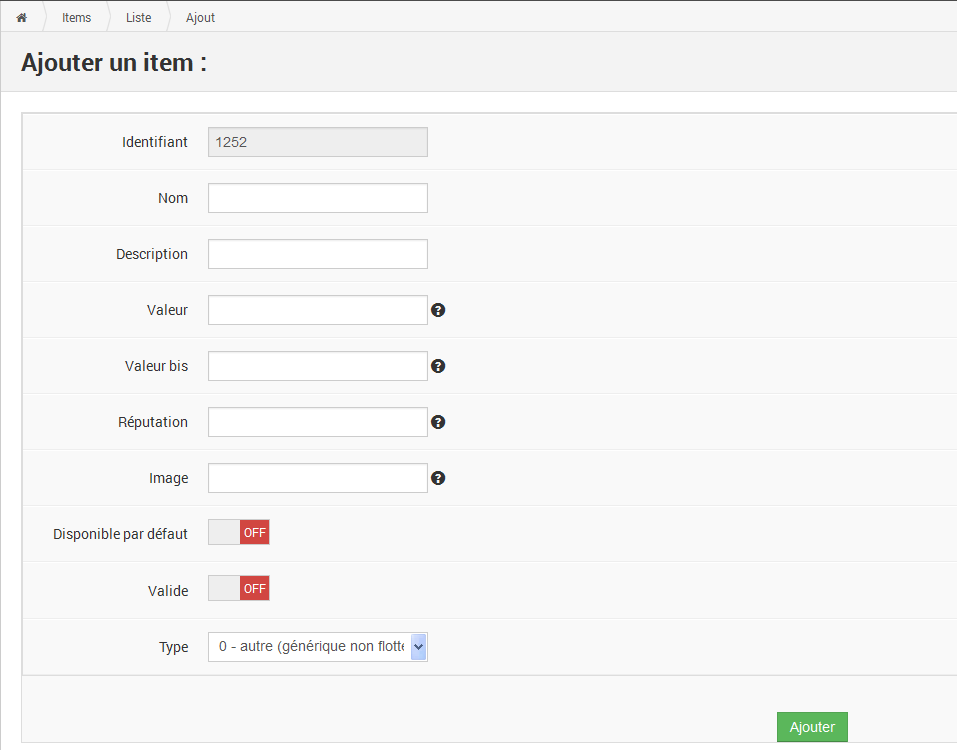 Items Liste Ajout
Ajouter un item :
Identifiant 1252
Nom
Description
Valeur ?
Valeur bis ?
Réputation ?
Image ?
Disponible par défaut OFF
Valide OFF
Type 0 - autre (générique non flotte
Ajouter